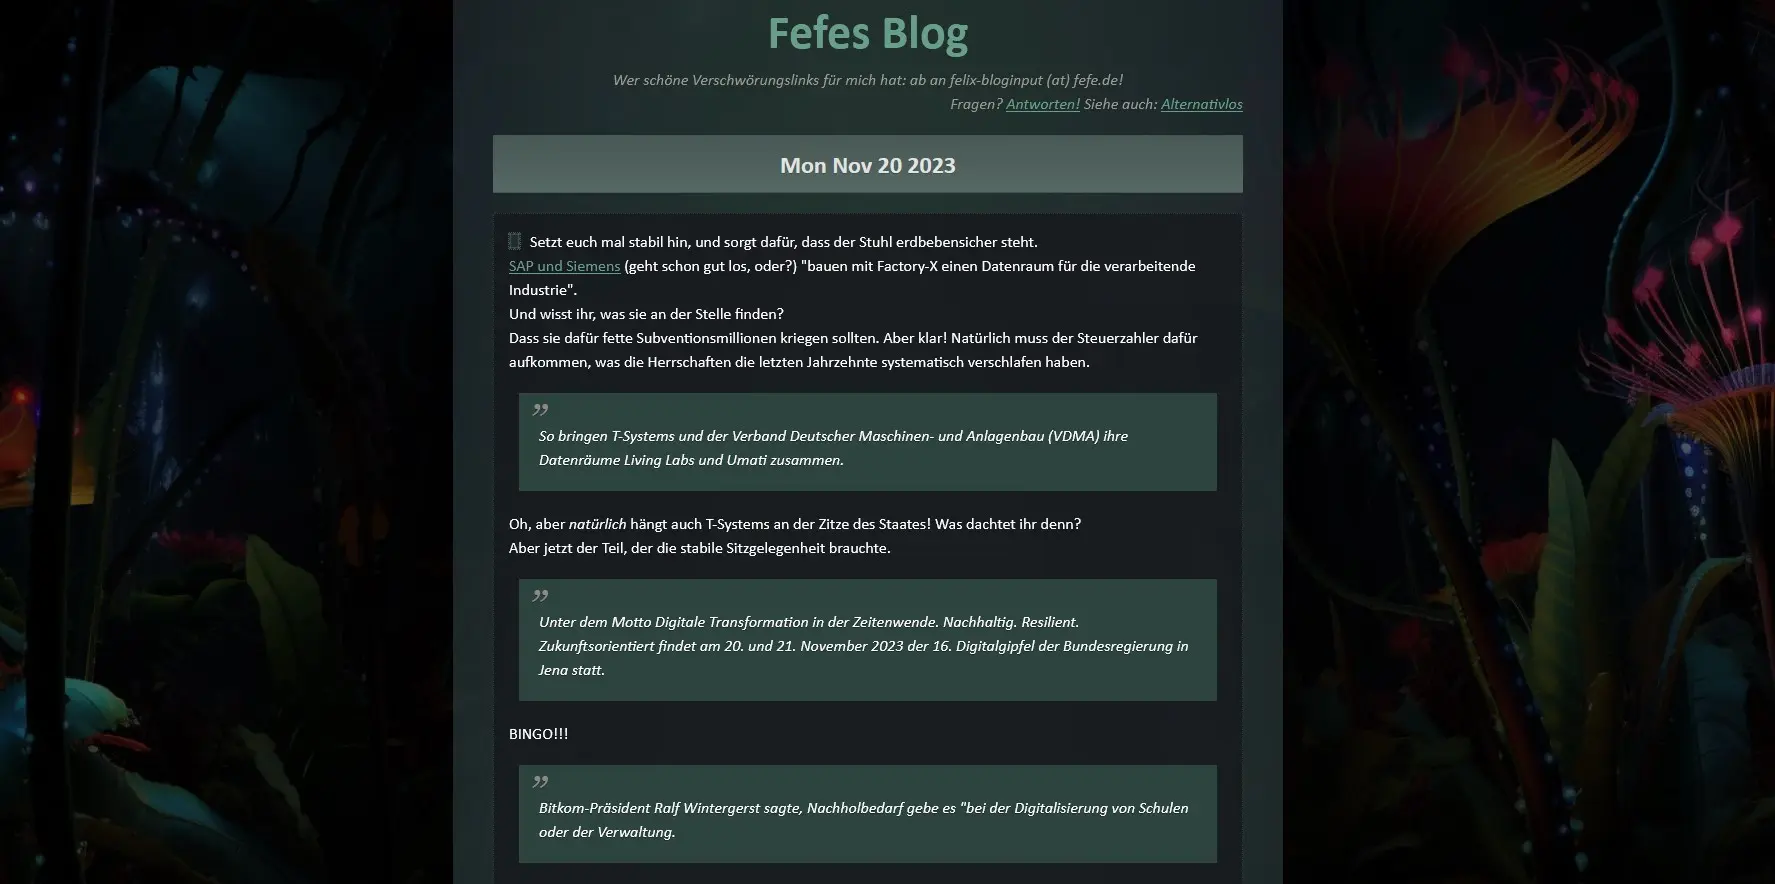 Fefes Blog
Wer schöne Verschwörungslinks für mich hat: ab an felix-bloginput (at) fefe.de!
Fragen? Antworten! Siehe auch: Alternativlos
Mon Nov 20 2023
Setzt euch mal stabil hin, und sorgt dafür, dass der Stuhl erdbebensicher steht.
SAP und Siemens (geht schon gut los, oder?) "bauen mit Factory-X einen Datenraum für die verarbeitende
Industrie".
Und wisst ihr, was sie an der Stelle finden?
Dass sie dafür fette Subventionsmillionen kriegen sollten. Aber klar! Natürlich muss der Steuerzahler dafür
aufkommen, was die Herrschaften die letzten Jahrzehnte systematisch verschlafen haben.
”
So bringen T-Systems und der Verband Deutscher Maschinen- und Anlagenbau (VDMA) ihre
Datenräume Living Labs und Umati zusammen.
Oh, aber natürlich hängt auch T-Systems an der Zitze des Staates! Was dachtet ihr denn?
Aber jetzt der Teil, der die stabile Sitzgelegenheit brauchte.
”
Unter dem Motto Digitale Transformation in der Zeitenwende. Nachhaltig. Resilient.
Zukunftsorientiert findet am 20. und 21. November 2023 der 16. Digitalgipfel der Bundesregierung in
Jena statt.
BINGO!!!
”
Bitkom-Präsident Ralf Wintergerst sagte, Nachholbedarf gebe es "bei der Digitalisierung von Schulen
oder der Verwaltung.